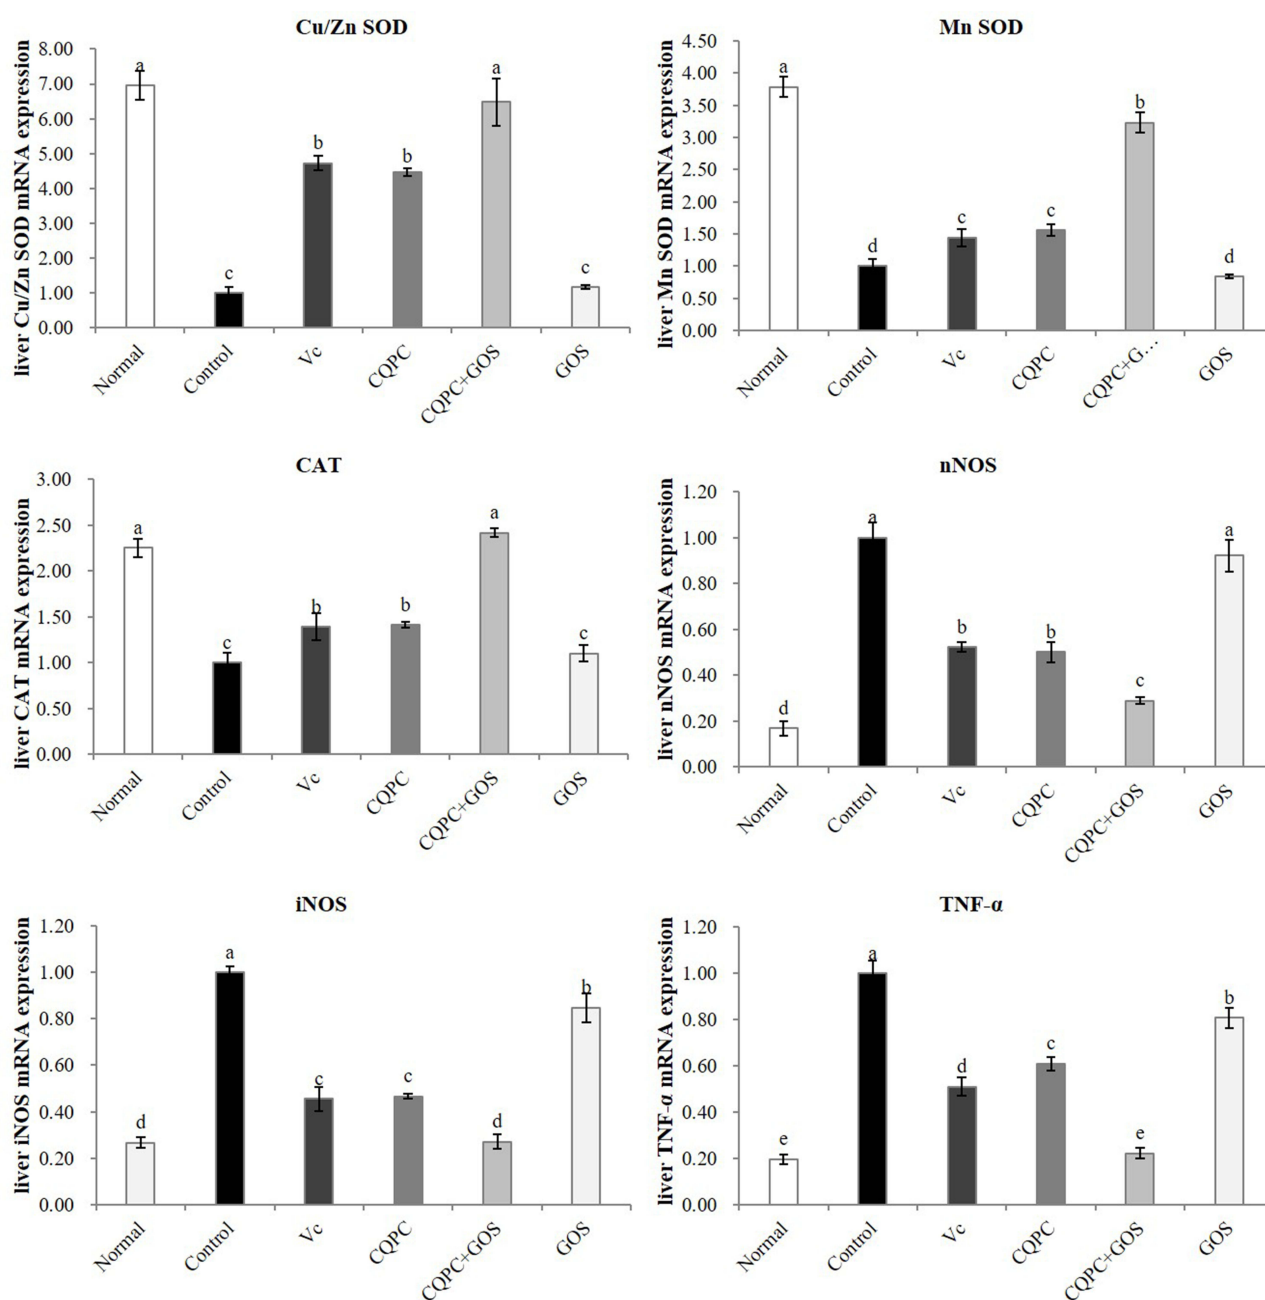 Cu/Zn SOD
liver Cu/Zn SOD mRNA expression
8.00
7.00
6.00
5.00
4.00
3.00
2.00
1.00
0.00
a
c
b
b
a
c
Normal
Control
Vc
CQPC
CQPC+GOS
GOS
Mn SOD
liver Mn SOD mRNA expression
4.50
4.00
3.50
3.00
2.50
2.00
1.50
1.00
0.50
0.00
a
d
c
c
b
d
Normal
Control
Vc
CQPC
CQPC+G...
GOS
CAT
liver CAT mRNA expression
3.00
2.50
2.00
1.50
1.00
0.50
0.00
a
c
b
b
a
c
Normal
Control
Vc
CQPC
CQPC+GOS
GOS
nNOS
liver nNOS mRNA expression
1.20
1.00
0.80
0.60
0.40
0.20
0.00
d
a
b
b
c
a
Normal
Control
Vc
CQPC
CQPC+GOS
GOS
iNOS
liver iNOS mRNA expression
1.20
1.00
0.80
0.60
0.40
0.20
0.00
d
a
c
c
d
b
Normal
Control
Vc
CQPC
CQPC+GOS
GOS
TNF-α
liver TNF-α mRNA expression
1.20
1.00
0.80
0.60
0.40
0.20
0.00
e
a
d
c
e
b
Normal
Control
Vc
CQPC
CQPC+GOS
GOS